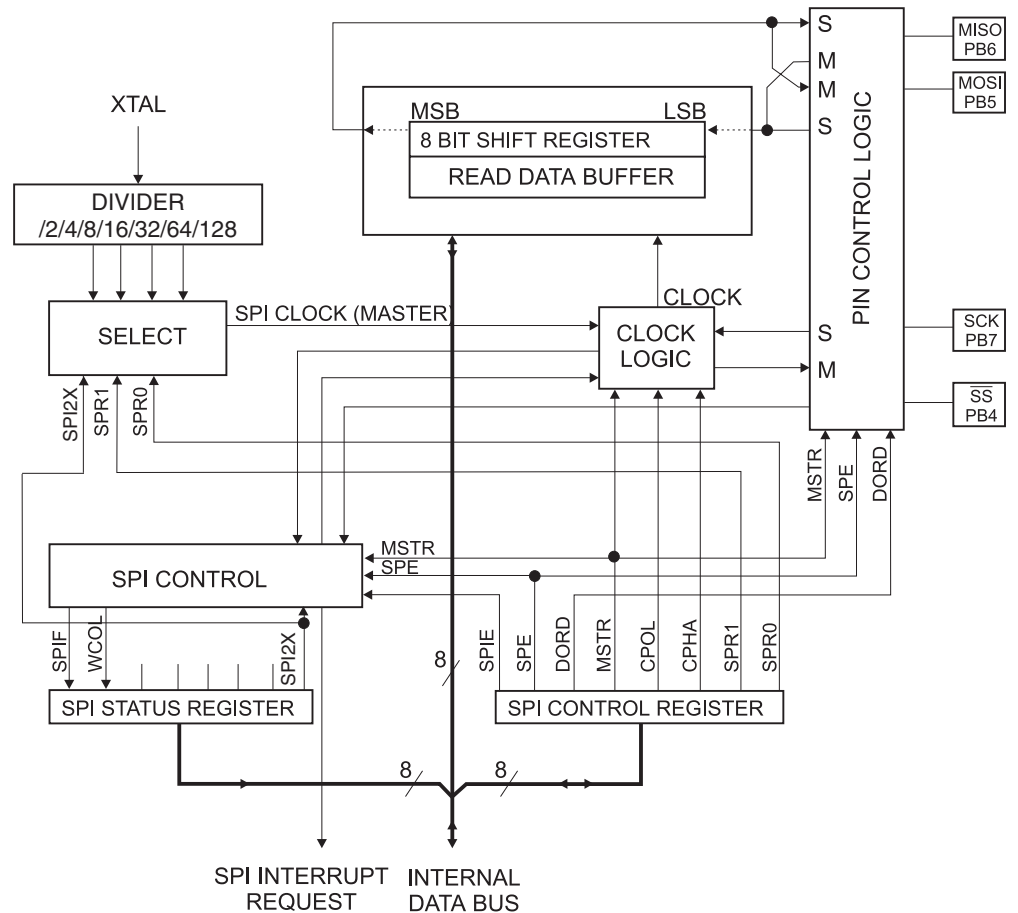 S
MISO
PB6
M
M
MOSI
PB5
S
PIN CONTROL LOGIC
XTAL
MSB
LSB
8 BIT SHIFT REGISTER
READ DATA BUFFER
DIVIDER
/2/4/8/16/32/64/128
SELECT
SPI CLOCK (MASTER)
CLOCK
CLOCK
LOGIC
S
M
SCK
PB7
SS
PB4
SPI2X
SPR1
SPR0
MSTR
SPE
DORD
SPI CONTROL
MSTR
SPE
SPIF
WCOL
SPI2X
SPIE
SPE
DORD
MSTR
CPOL
CPHA
SPR1
SPR0
8
SPI STATUS REGISTER
SPI CONTROL REGISTER
8
8
SPI INTERRUPT
REQUEST
INTERNAL
DATA BUS